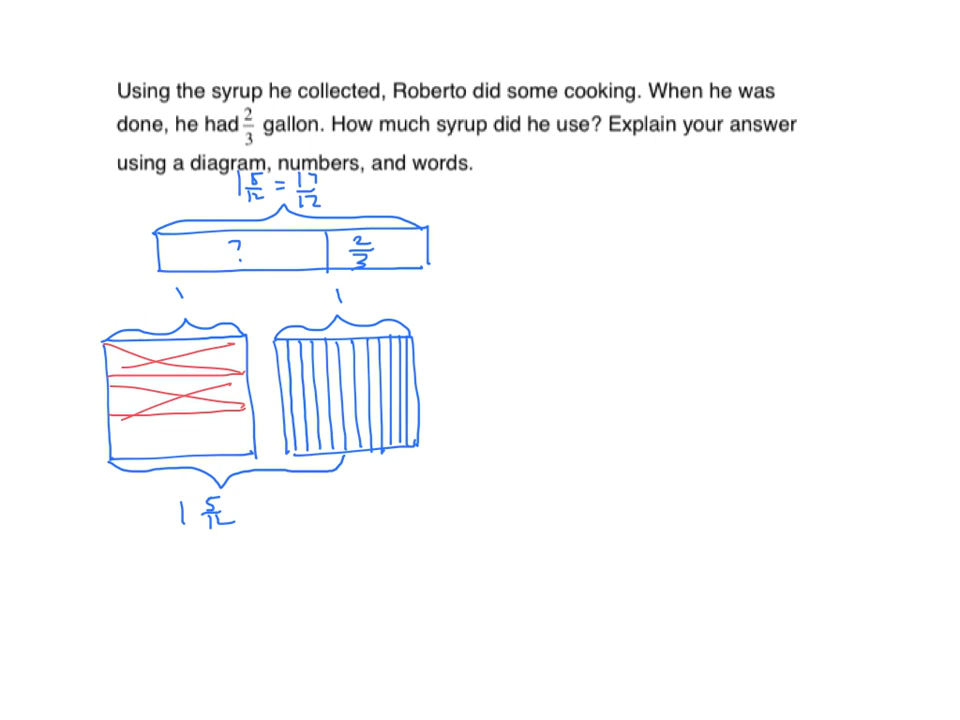 Using the syrup he collected, Roberto did some cooking. When he was
done, he had 2/3 gallon. How much syrup did he use? Explain your answer
using a diagram, numbers, and words.
1 5/12 = 17/12
? 2/3
1 1
1 5/12